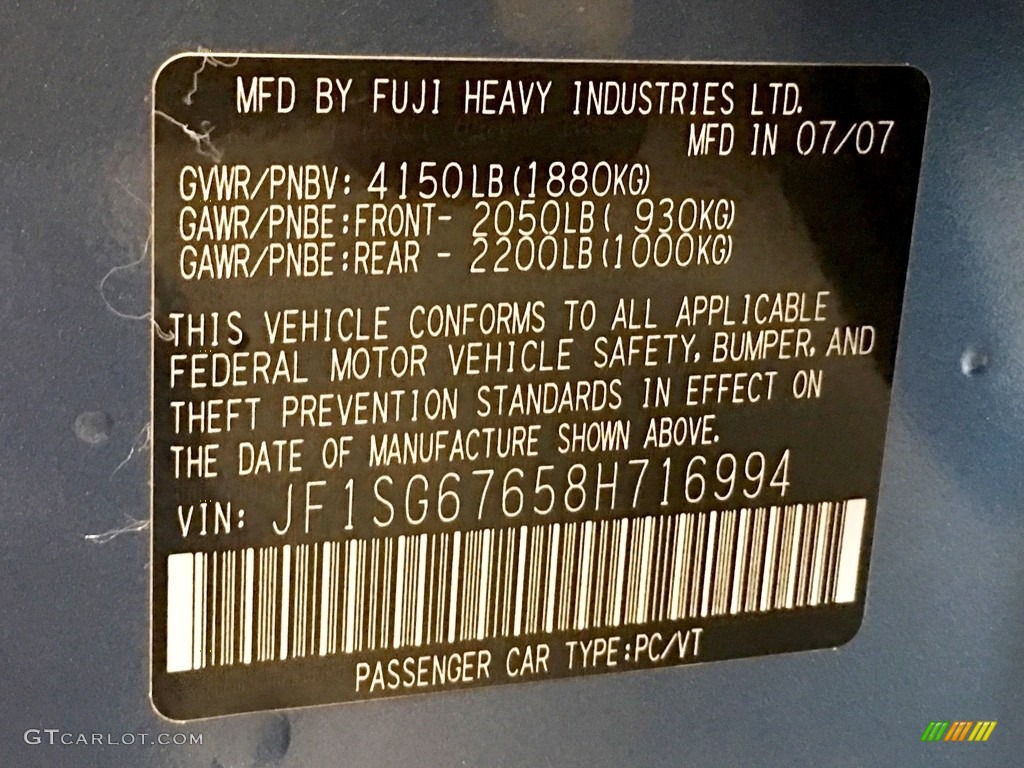 MFD BY FUJI HEAVY INDUSTRIES LTD.
MFD IN 07/07
GVWR/PNBV: 4150LB(1880KG)
GAWR/PNBE:FRONT- 2050LB( 930KG)
GAWR/PNBE:REAR - 2200LB(1000KG)
THIS VEHICLE CONFORMS TO ALL APPLICABLE
FEDERAL MOTOR VEHICLE SAFETY, BUMPER, AND
THEFT PREVENTION STANDARDS IN EFFECT ON
THE DATE OF MANUFACTURE SHOWN ABOVE.
VIN: JF1SG67658H716994
PASSENGER CAR TYPE:PC/VT
GTCARLOT.COM